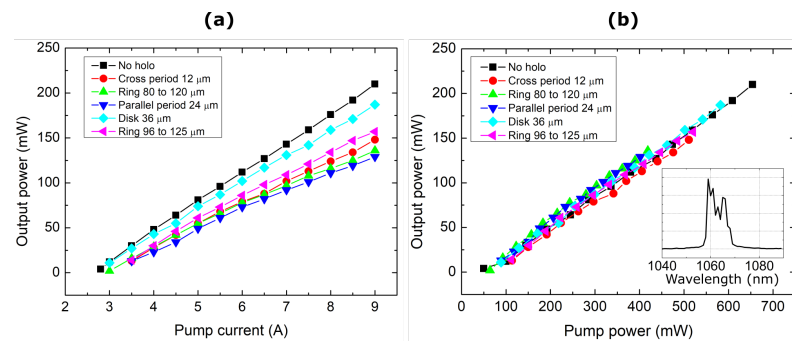 (a)
250
200
150
100
50
0
Output power (mW)
No holo
Cross period 12 μm
Ring 80 to 120 μm
Parallel period 24 μm
Disk 36 μm
Ring 96 to 125 μm
2 3 4 5 6 7 8 9
Pump current (A)
(b)
250
200
150
100
50
0
Output power (mW)
No holo
Cross period 12 μm
Ring 80 to 120 μm
Parallel period 24 μm
Disk 36 μm
Ring 96 to 125 μm
1040 1060 1080
Wavelength (nm)
0 100 200 300 400 500 600 700
Pump power (mW)